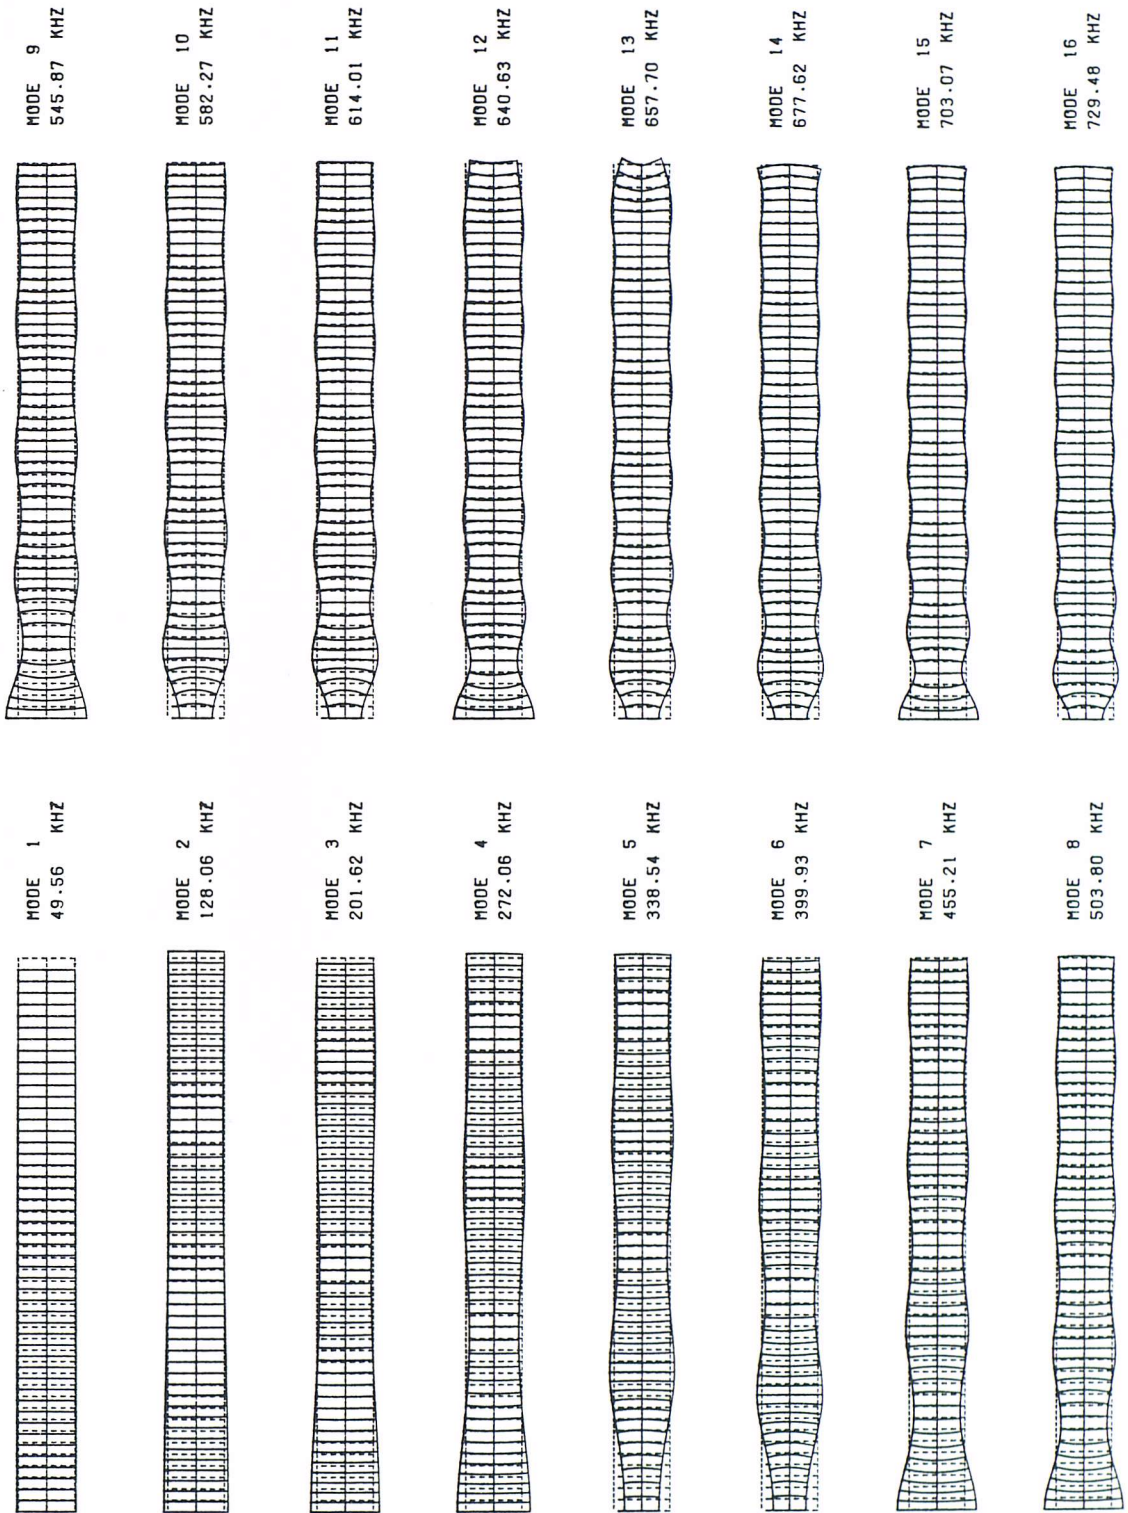 MODE 9
545.87 KHZ
MODE 10
582.27 KHZ
MODE 11
614.01 KHZ
MODE 12
640.63 KHZ
MODE 13
657.70 KHZ
MODE 14
677.62 KHZ
MODE 15
703.07 KHZ
MODE 16
729.48 KHZ
MODE 1
49.56 KHZ
MODE 2
128.06 KHZ
MODE 3
201.62 KHZ
MODE 4
272.06 KHZ
MODE 5
338.54 KHZ
MODE 6
399.93 KHZ
MODE 7
455.21 KHZ
MODE 8
503.80 KHZ